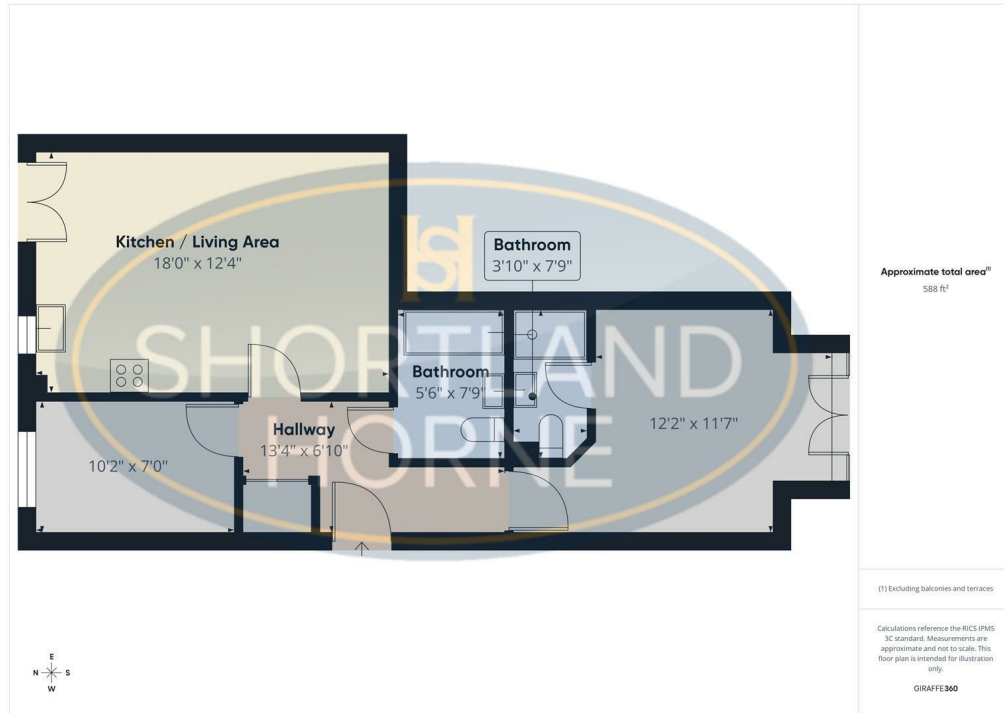 Kitchen / Living Area
18'0" x 12'4"
Bathroom
3'10" x 7'9"
SHORTLAND
HORNE
Bathroom
5'6" x 7'9"
Hallway
13'4" x 6'10"
10'2" x 7'0"
12'2" x 11'7"
Approximate total area(1)
588 ft²
(1) Excluding balconies and terraces
Calculations reference the RICS IPMS
3C standard. Measurements are
approximate and not to scale. This
floor plan is intended for illustration
only.
GIRAFFE360
E
N S
W